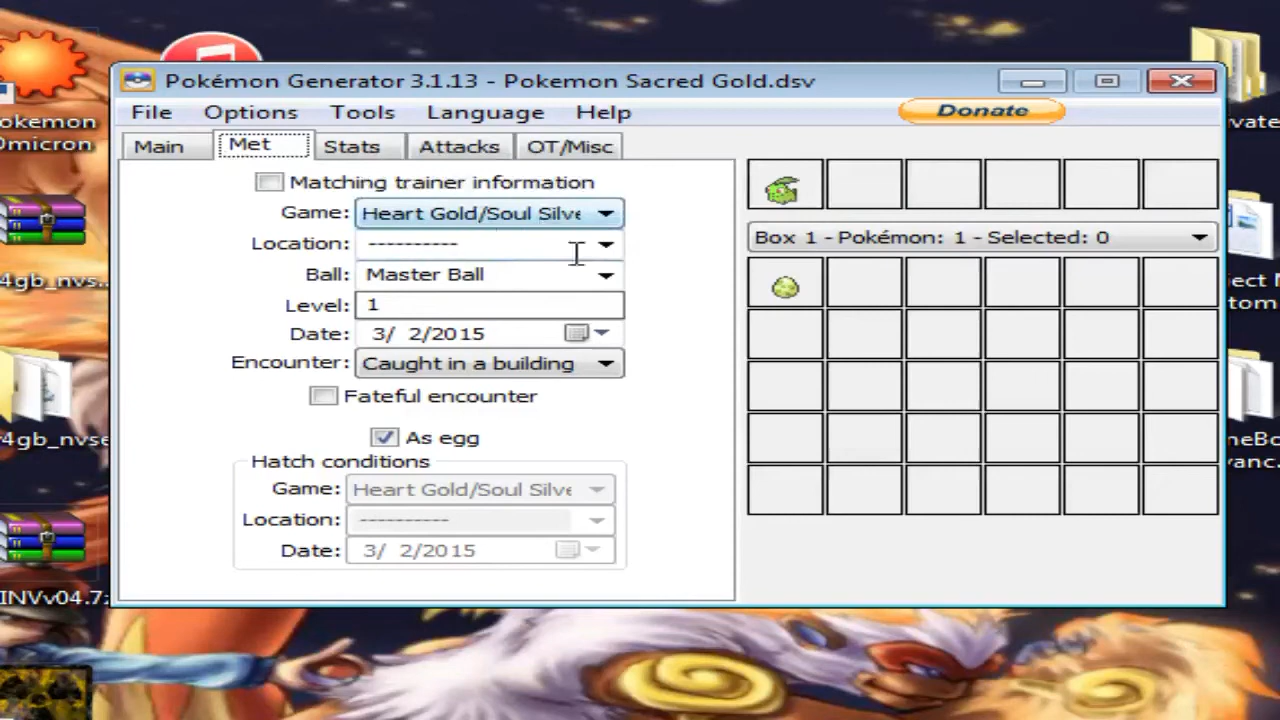 Pokémon Generator 3.1.13 - Pokemon Sacred Gold.dsv
File Options Tools Language Help
Donate
Main Met Stats Attacks OT/Misc
Matching trainer information
Game: Heart Gold/Soul Silve
Location: ----------
Ball: Master Ball
Level: 1
Date: 3/ 2/2015
Encounter: Caught in a building
Fateful encounter
As egg
Hatch conditions
Game: Heart Gold/Soul Silve
Location: ----------
Date: 3/ 2/2015
Box 1 - Pokémon: 1 - Selected: 0
okemon
Omicron
4gb_nvs..
4gb_nvse
INVv04.7:
vate
ject M
tom
neBo
vanc.